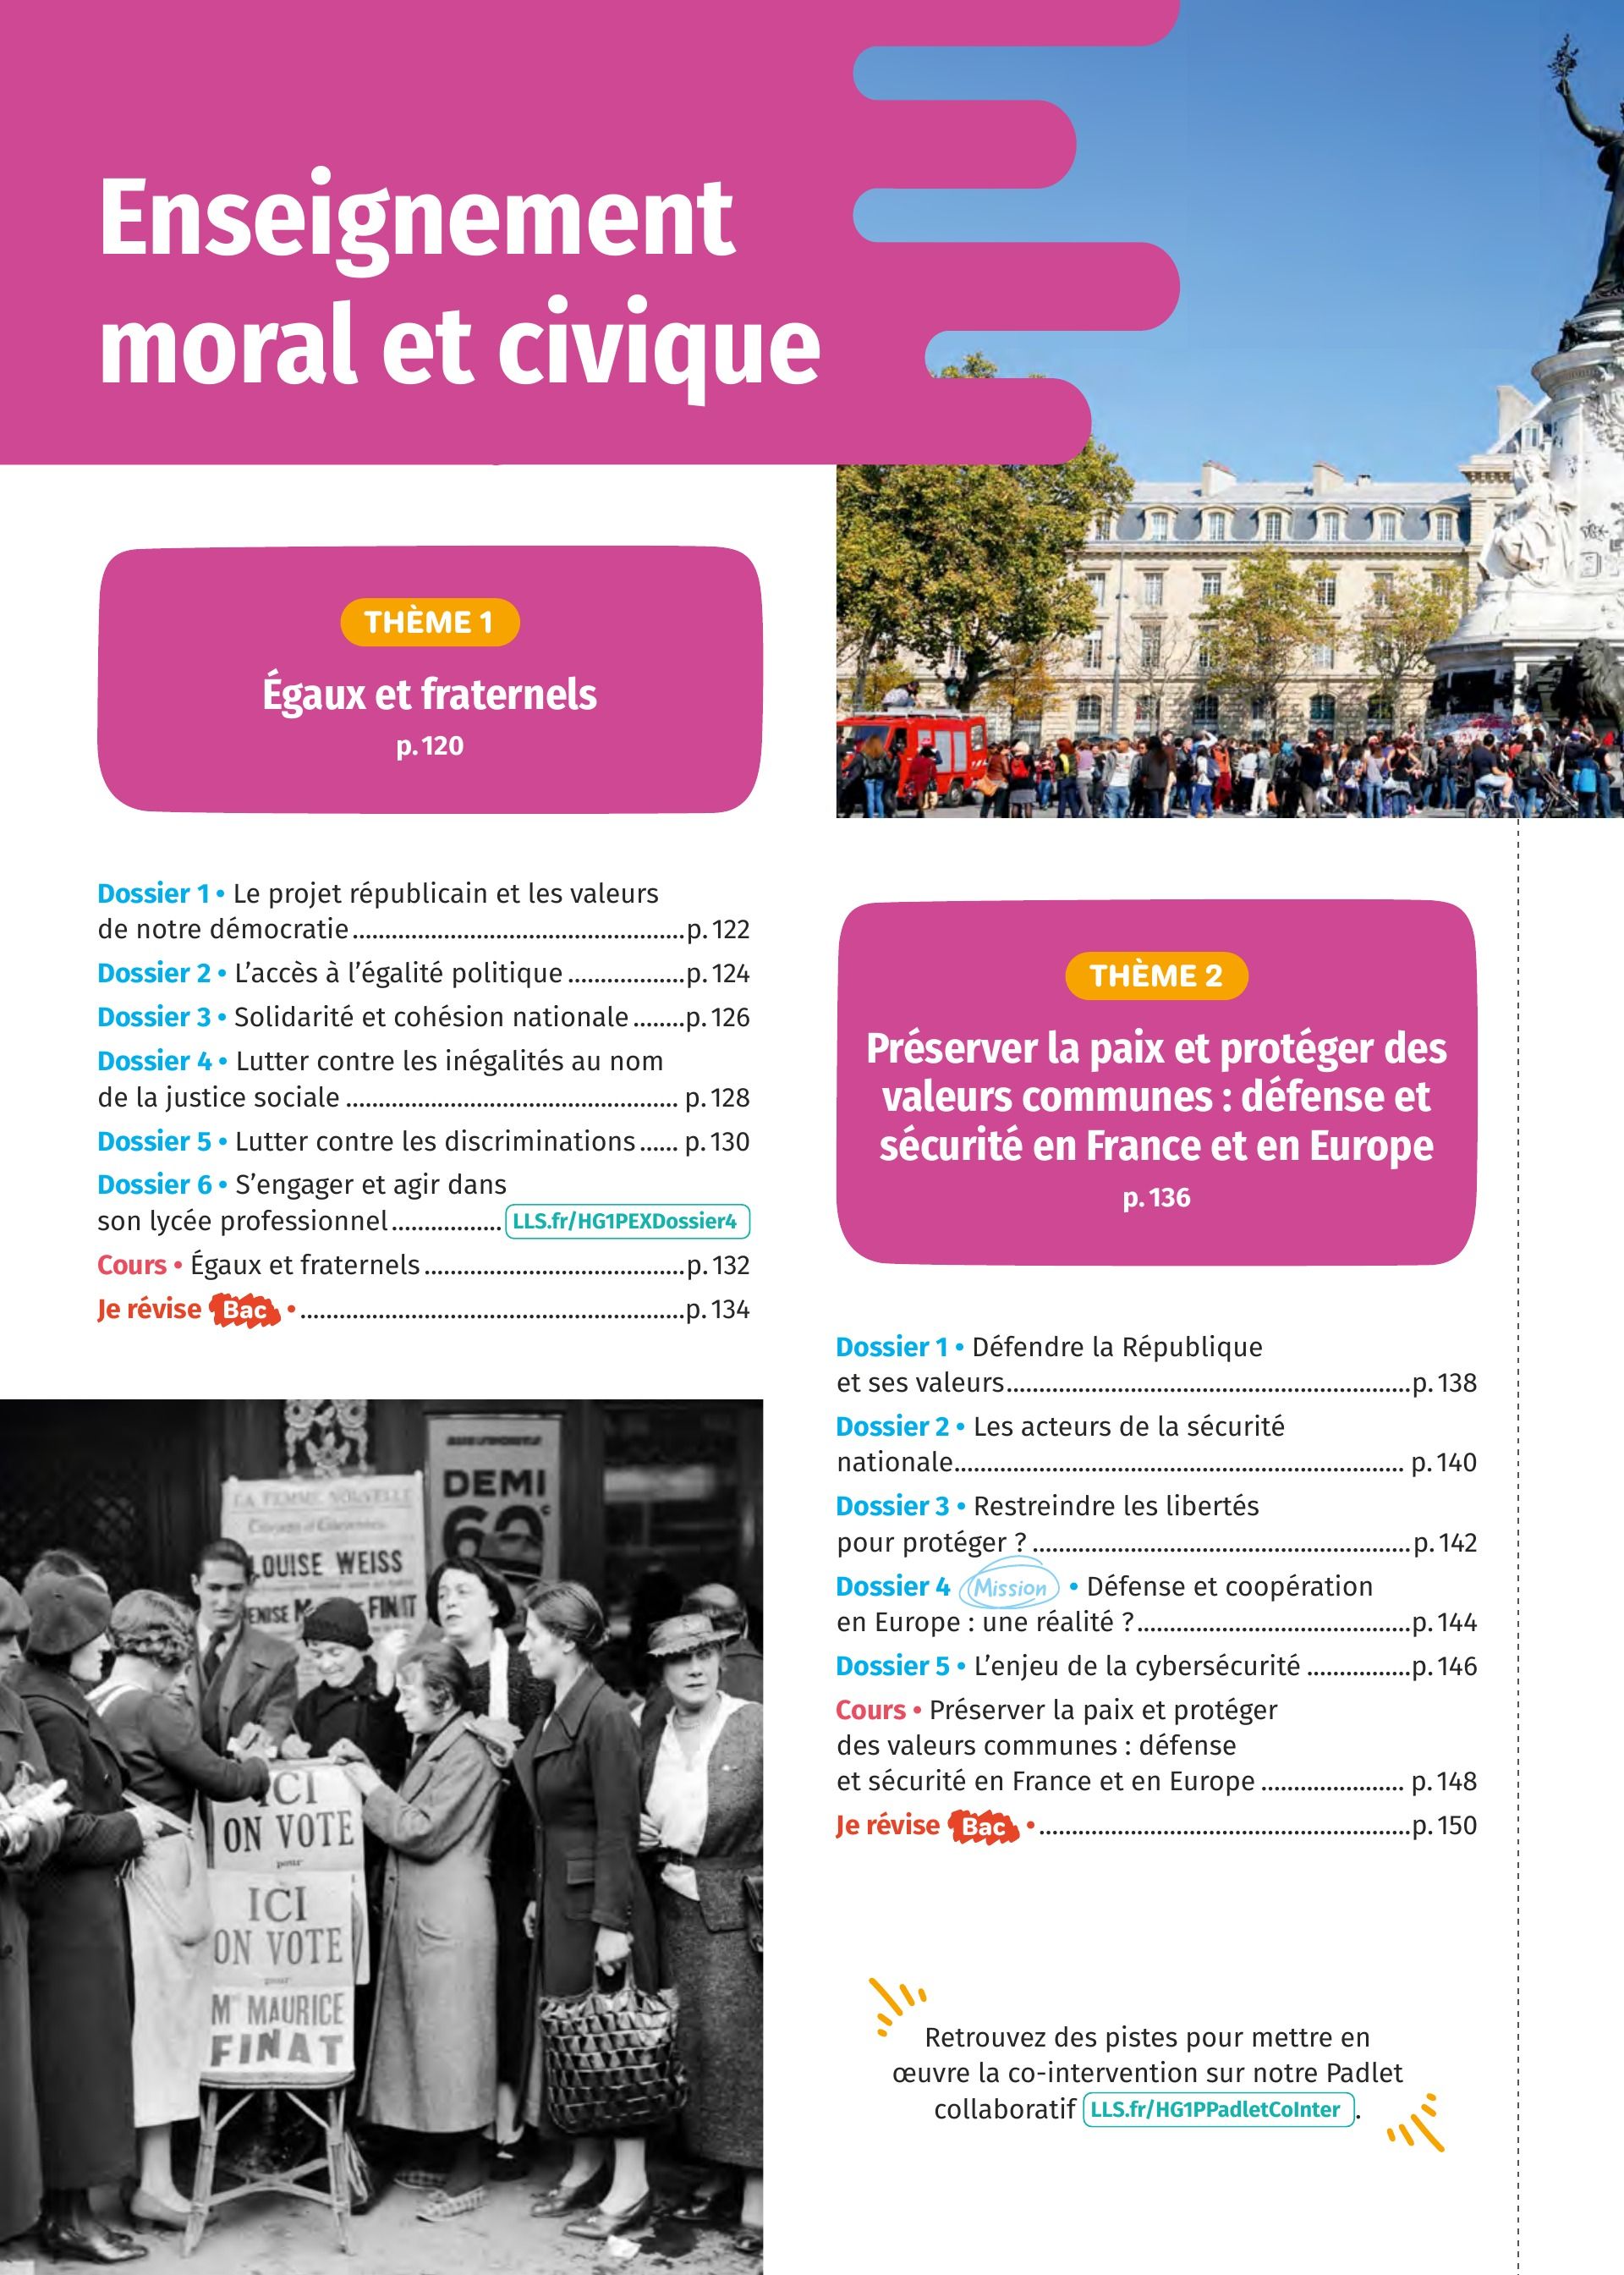 Enseignement
moral et civique
THÈME 1
Égaux et fraternels
p. 120
Dossier 1 • Le projet républicain et les valeurs
de notre démocratie....................................................p. 122
Dossier 2 • L’accès à l’égalité politique ..................p. 124
Dossier 3 • Solidarité et cohésion nationale ........p. 126
Dossier 4 • Lutter contre les inégalités au nom
de la justice sociale .................................................... p. 128
Dossier 5 • Lutter contre les discriminations...... p. 130
Dossier 6 • S’engager et agir dans
son lycée professionnel................. LLS.fr/HG1PEXDossier4
Cours • Égaux et fraternels........................................p. 132
Je révise Bac • ...........................................................p. 134
LA FEMME NOUVELLE
LOUISE WEISS
DENISE FINAT
DEMI
60c
ICI
ON VOTE
pour
ICI
ON VOTE
pour
Me MAURICE
FINAT
THÈME 2
Préserver la paix et protéger des
valeurs communes : défense et
sécurité en France et en Europe
p. 136
Dossier 1 • Défendre la République
et ses valeurs..............................................................p. 138
Dossier 2 • Les acteurs de la sécurité
nationale..................................................................... p. 140
Dossier 3 • Restreindre les libertés
pour protéger ?..........................................................p. 142
Dossier 4 Mission • Défense et coopération
en Europe : une réalité ?..........................................p. 144
Dossier 5 • L’enjeu de la cybersécurité ................p. 146
Cours • Préserver la paix et protéger
des valeurs communes : défense
et sécurité en France et en Europe ...................... p. 148
Je révise Bac • .........................................................p. 150
Retrouvez des pistes pour mettre en
œuvre la co-intervention sur notre Padlet
collaboratif LLS.fr/HG1PPadletCoInter .